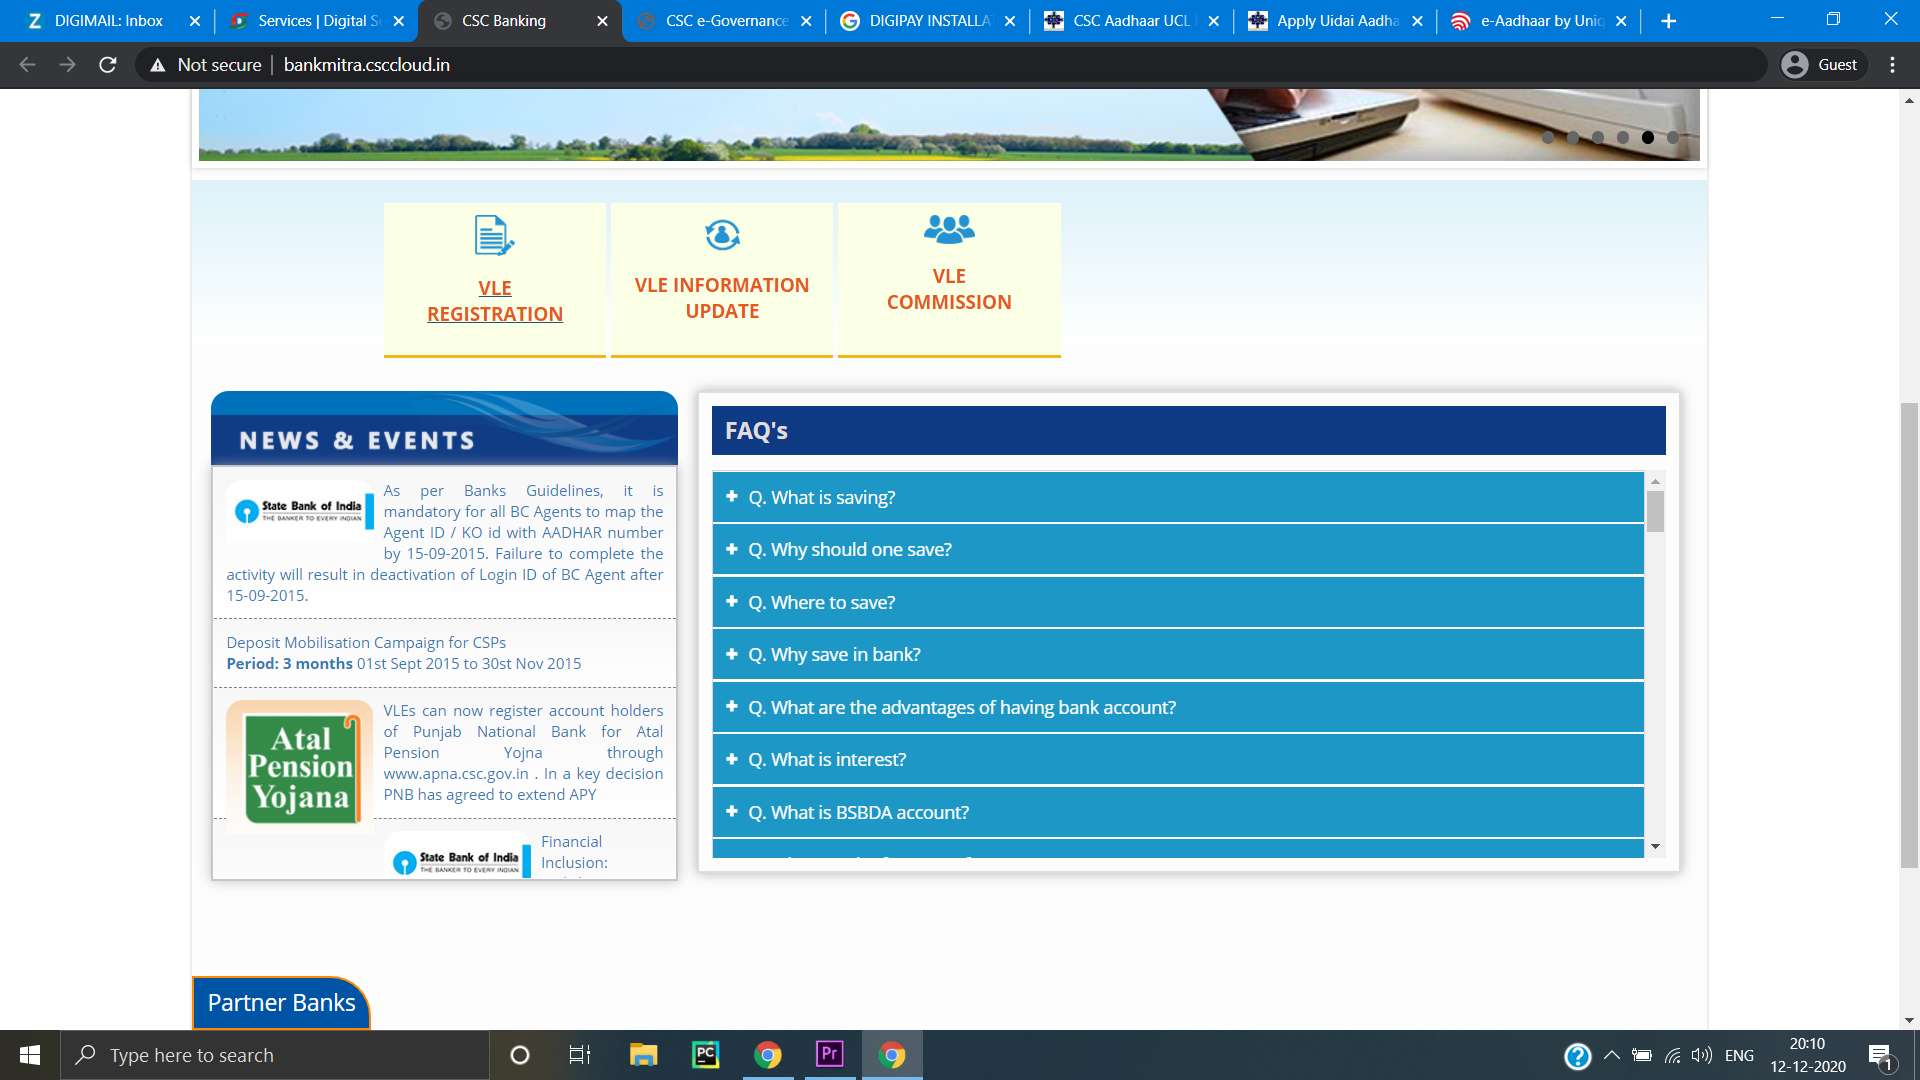 DIGIMAIL: Inbox
Services | Digital Se
CSC Banking
CSC e-Governance
DIGIPAY INSTALLA
CSC Aadhaar UCL
Apply Uidai Aadha
e-Aadhaar by Uniq
Not secure
bankmitra.csccloud.in
Guest
VLE
REGISTRATION
VLE INFORMATION
UPDATE
VLE
COMMISSION
NEWS & EVENTS
State Bank of India
THE BANKER TO EVERY INDIAN
As per Banks Guidelines, it is
mandatory for all BC Agents to map the
Agent ID / KO id with AADHAR number
by 15-09-2015. Failure to complete the
activity will result in deactivation of Login ID of BC Agent after
15-09-2015.
Deposit Mobilisation Campaign for CSPs
Period: 3 months 01st Sept 2015 to 30st Nov 2015
Atal
Pension
Yojana
VLEs can now register account holders
of Punjab National Bank for Atal
Pension Yojna through
www.apna.csc.gov.in . In a key decision
PNB has agreed to extend APY
State Bank of India
THE BANKER TO EVERY INDIAN
Financial
Inclusion:
FAQ's
Q. What is saving?
Q. Why should one save?
Q. Where to save?
Q. Why save in bank?
Q. What are the advantages of having bank account?
Q. What is interest?
Q. What is BSBDA account?
Partner Banks
Type here to search
PC
Pr
ENG
20:10
12-12-2020
1